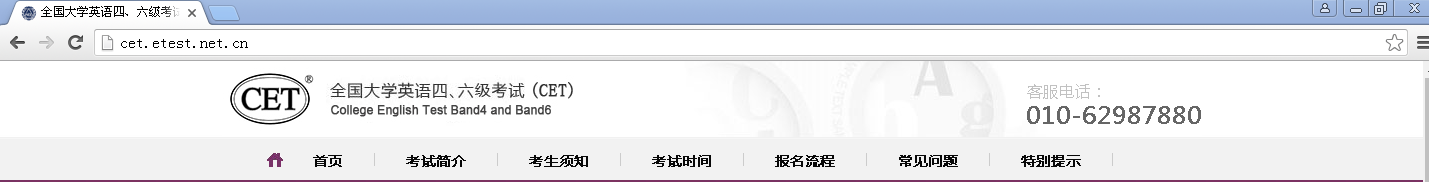 全国大学英语四、六级考试
cet.etest.net.cn
CET®
全国大学英语四、六级考试（CET）
College English Test Band4 and Band6
客服电话：
010-62987880
首页 考试简介 考生须知 考试时间 报名流程 常见问题 特别提示